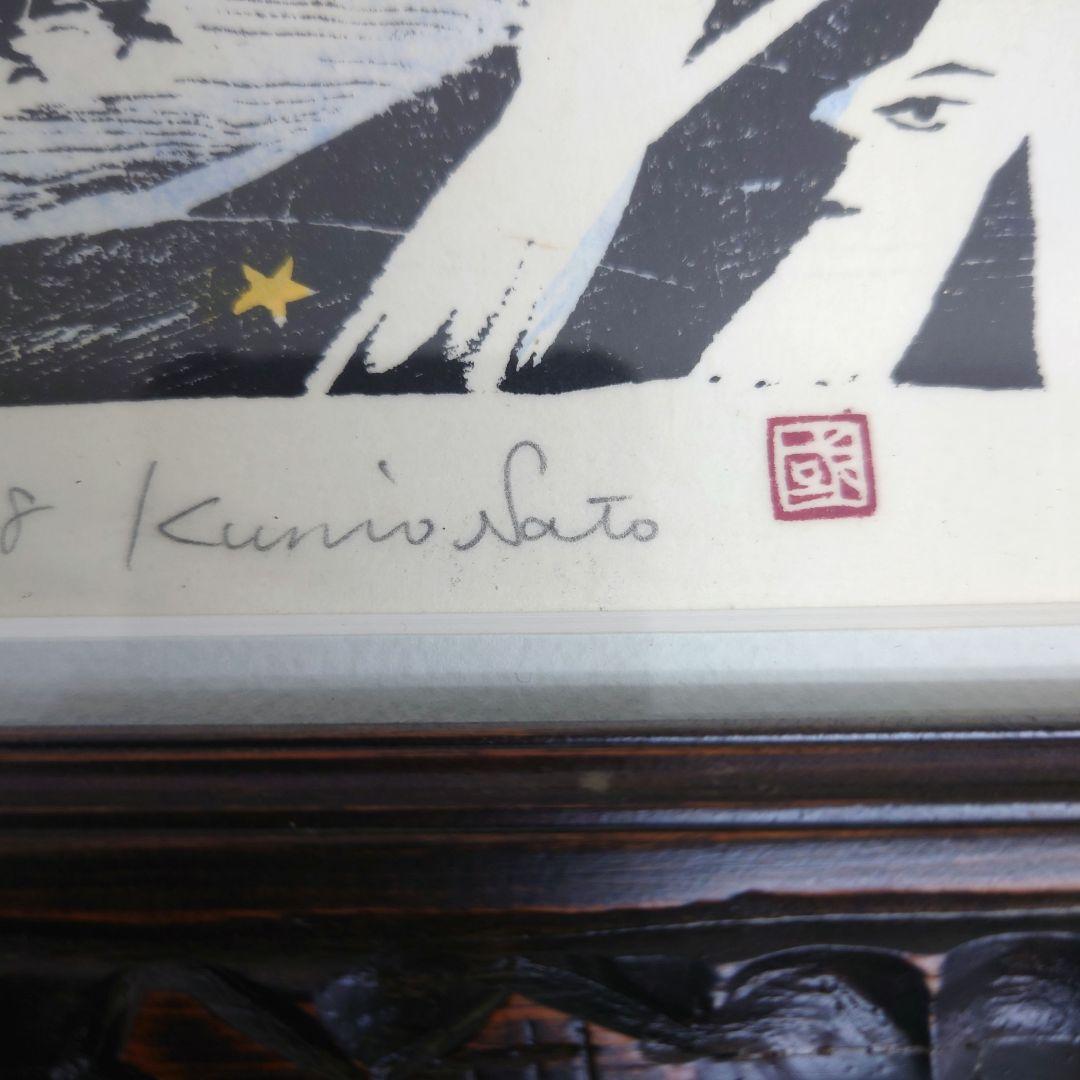 8 Kunio Sato
國